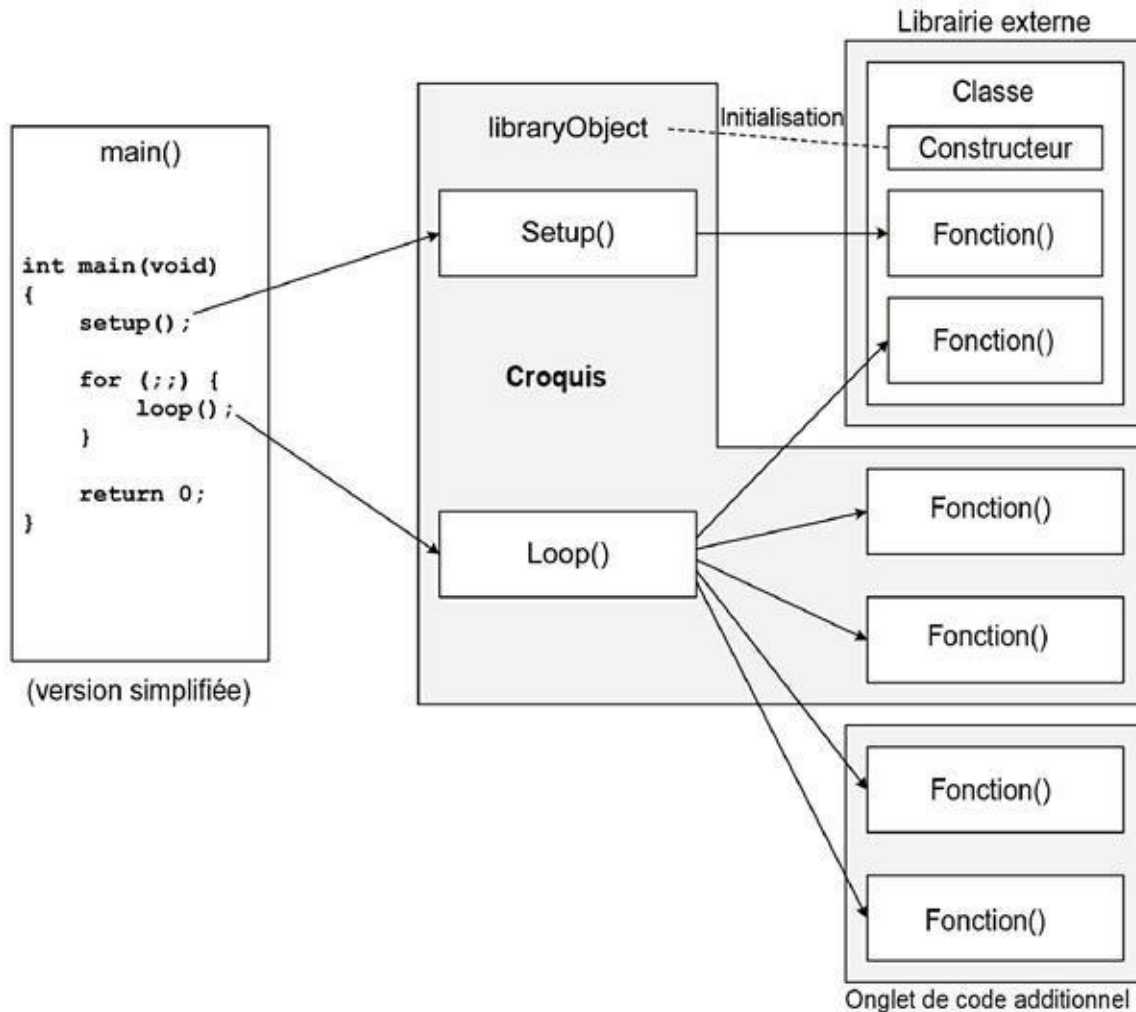 main()
int main(void)
{
setup();
for (;;) {
loop();
}
return 0;
}
(version simplifiée)
libraryObject
Initialisation
Setup()
Croquis
Loop()
Librairie externe
Classe
Constructeur
Fonction()
Fonction()
Fonction()
Fonction()
Fonction()
Fonction()
Onglet de code additionnel